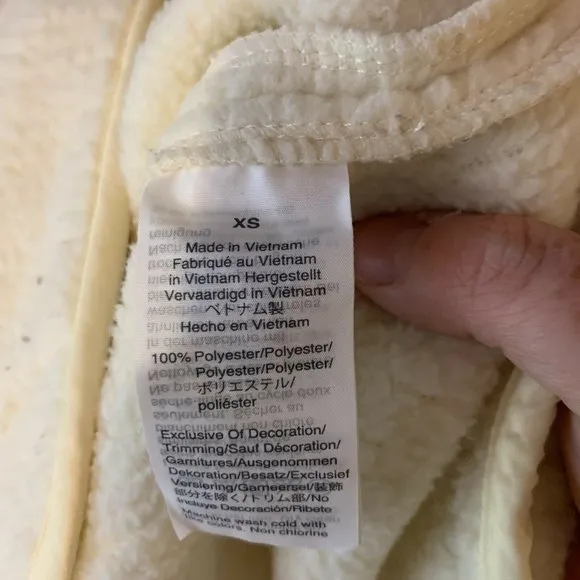 XS
Made in Vietnam
Fabriqué au Vietnam
in Vietnam Hergestellt
Vervaardigd in Viëtnam
ベトナム製
Hecho en Vietnam
100% Polyester/Polyester/
Polyester/Polyester/
ポリエステル/
poliéster
Exclusive Of Decoration/
Trimming/Sauf Décoration/
Garnitures/Ausgenommen
Dekoration/Besatz/Exclusief
Versiering/Gameersel/装飾
部分を除く/トリム部/No
Incluye Decoración/Ribete
Machine wash cold with
like colors. Non chlorine